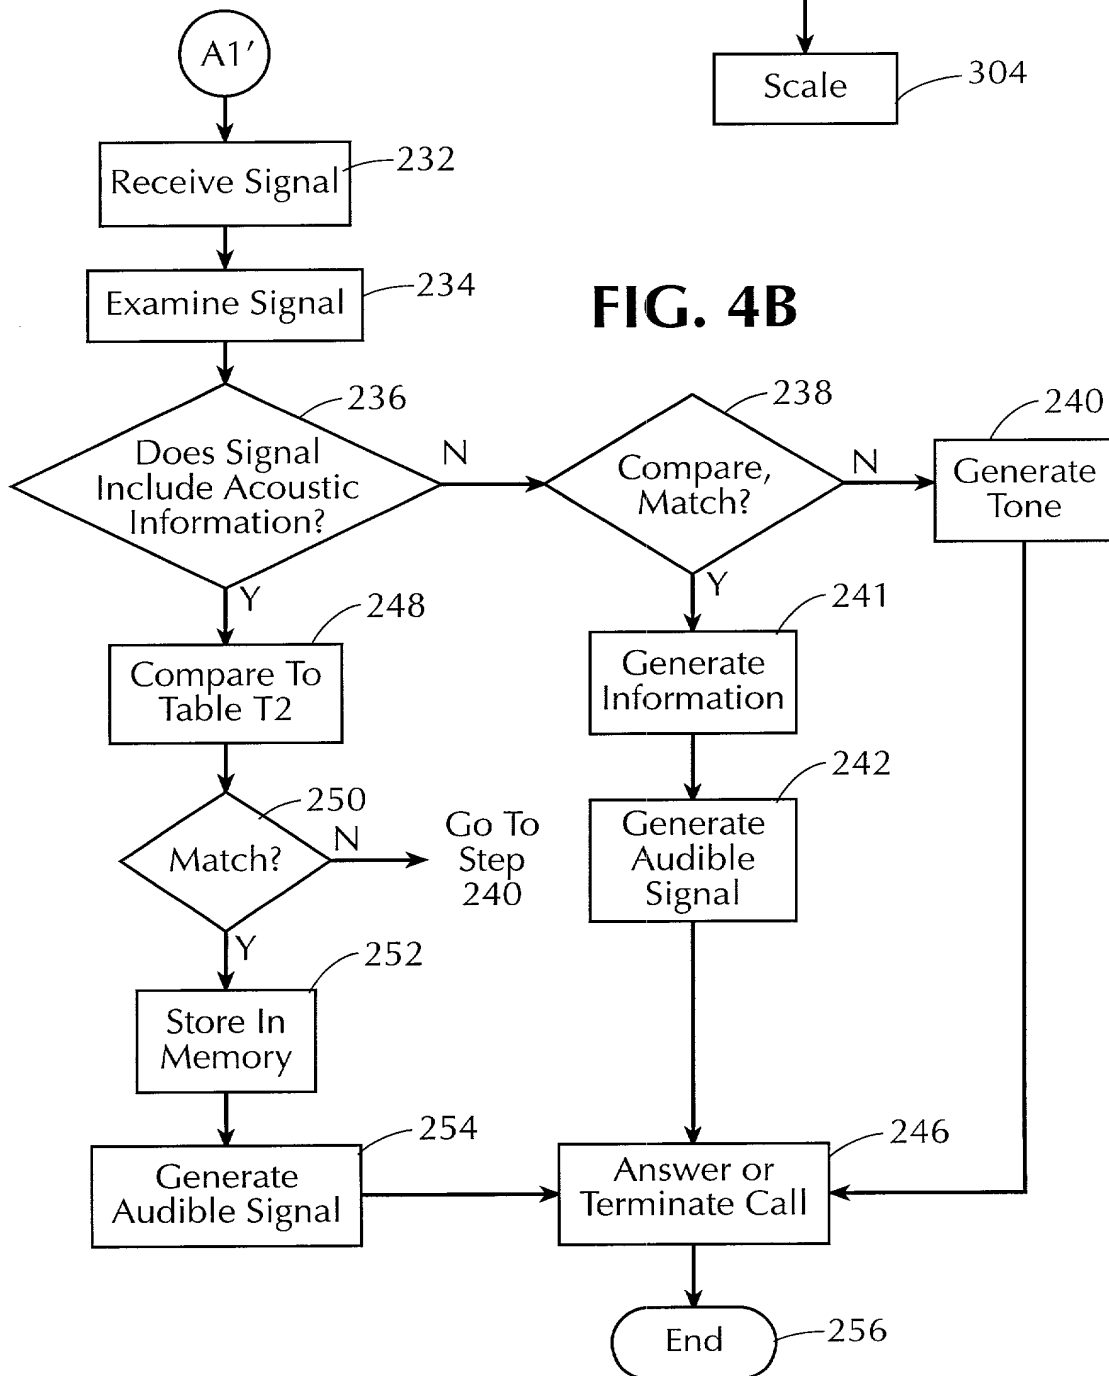 A1′
Scale
304
Receive Signal
232
Examine Signal
234
FIG. 4B
236
Does Signal
Include Acoustic
Information?
N
Y
238
Compare,
Match?
N
Y
240
Generate
Tone
248
Compare To
Table T2
241
Generate
Information
250
Match?
N
Y
Go To
Step
240
242
Generate
Audible
Signal
252
Store In
Memory
254
Generate
Audible Signal
246
Answer or
Terminate Call
End
256